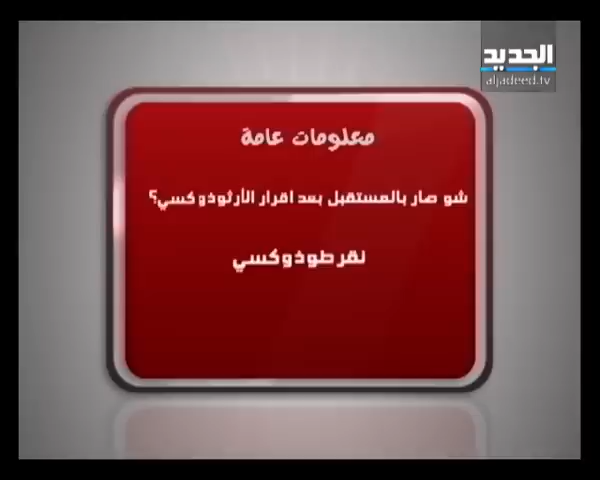 الجديد
aljadeed.tv
معلومات عامة
شو صار بالمستقبل بعد اقرار الأرثوذوكسي؟
نقرطوذوكسي